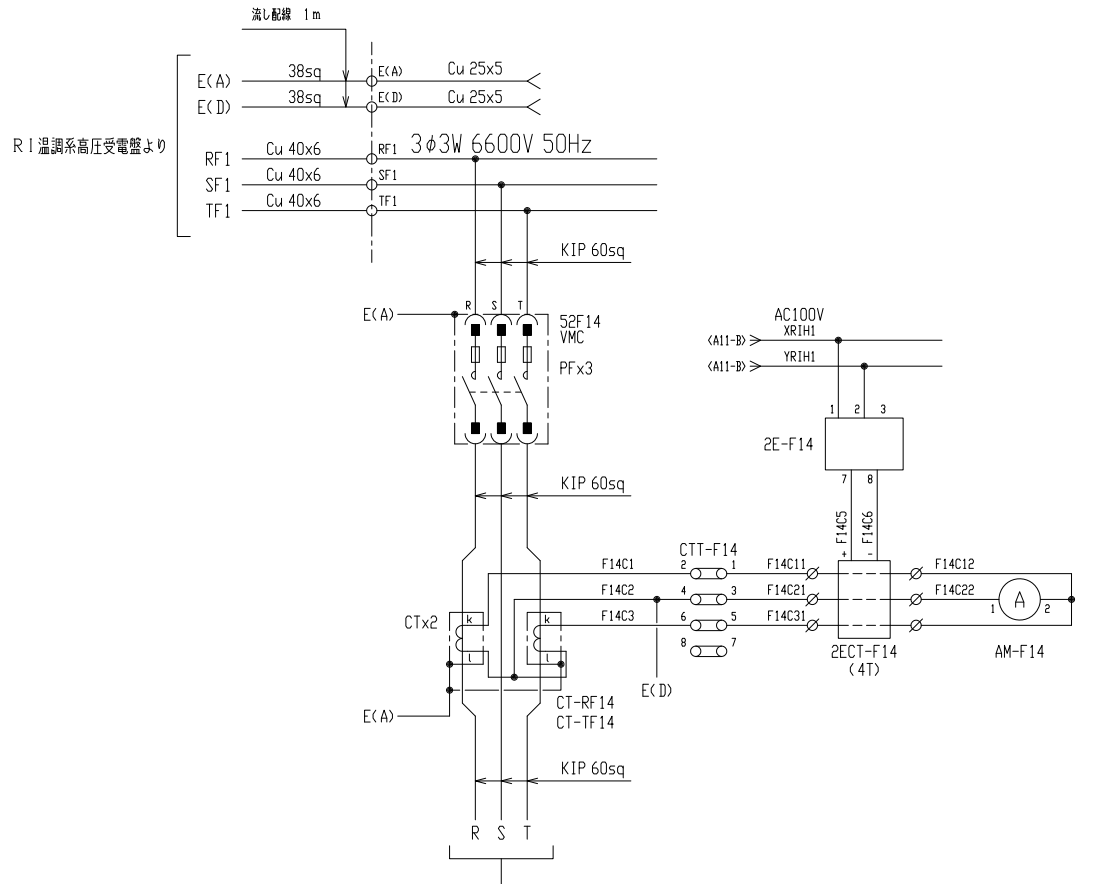 流し配線 1m
E(A) 38sq E(A) Cu 25x5
E(D) 38sq E(D) Cu 25x5
RI温調系高圧受電盤より
3φ3W 6600V 50Hz
RF1 Cu 40x6 RF1
SF1 Cu 40x6 SF1
TF1 Cu 40x6 TF1
KIP 60sq
E(A)
R S T
52F14
VMC
PFx3
AC100V
<A11-B> XRIH1
<A11-B> YRIH1
1 2 3
2E-F14
7 8
KIP 60sq
F14C5 F14C6
+ -
CTT-F14
F14C1 2 1 F14C11 F14C12
F14C2 4 3 F14C21 F14C22
1 A 2
F14C3 6 5 F14C31
8 7
CTx2
k k
l l
2ECT-F14
(4T)
AM-F14
E(D)
E(A)
CT-RF14
CT-TF14
KIP 60sq
R S T